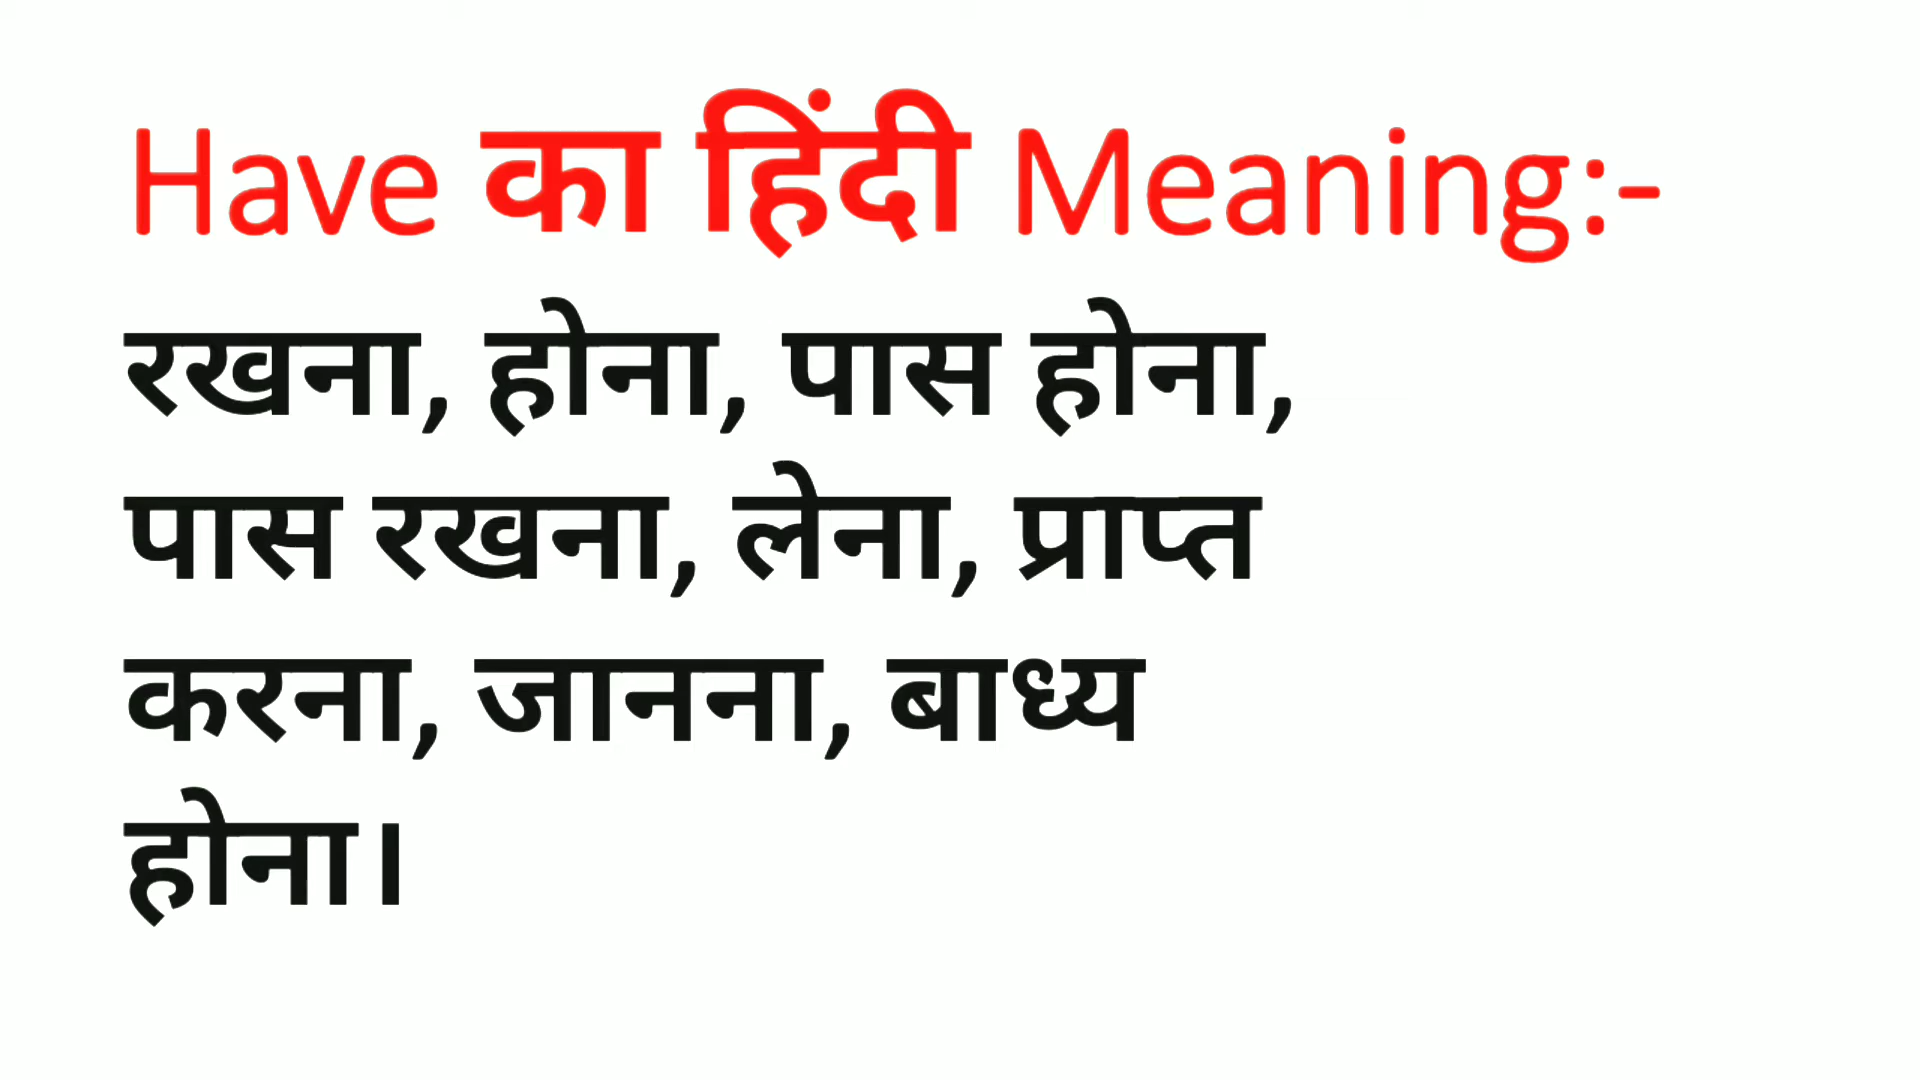 Have का हिंदी Meaning:-
रखना, होना, पास होना,
पास रखना, लेना, प्राप्त
करना, जानना, बाध्य
होना।